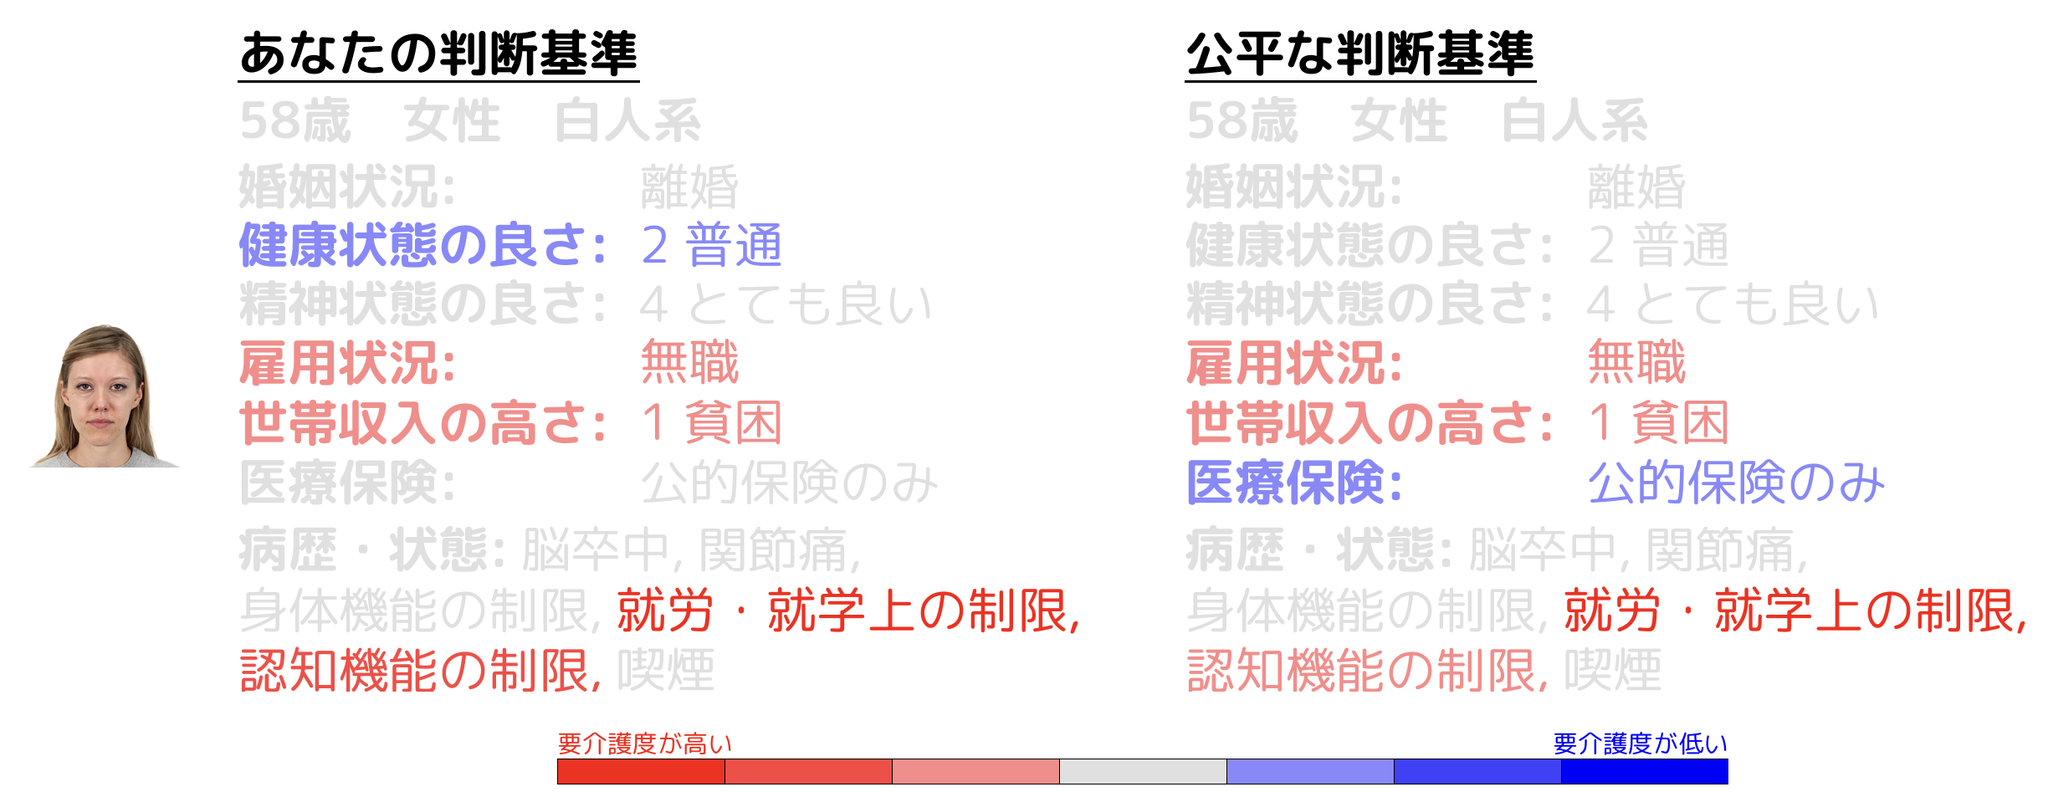 あなたの判断基準
58歳　女性　白人系
婚姻状況: 離婚
健康状態の良さ: 2 普通
精神状態の良さ: 4 とても良い
雇用状況: 無職
世帯収入の高さ: 1 貧困
医療保険: 公的保険のみ
病歴・状態: 脳卒中, 関節痛,
身体機能の制限, 就労・就学上の制限,
認知機能の制限, 喫煙
公平な判断基準
58歳　女性　白人系
婚姻状況: 離婚
健康状態の良さ: 2 普通
精神状態の良さ: 4 とても良い
雇用状況: 無職
世帯収入の高さ: 1 貧困
医療保険: 公的保険のみ
病歴・状態: 脳卒中, 関節痛,
身体機能の制限, 就労・就学上の制限,
認知機能の制限, 喫煙
要介護度が高い
要介護度が低い